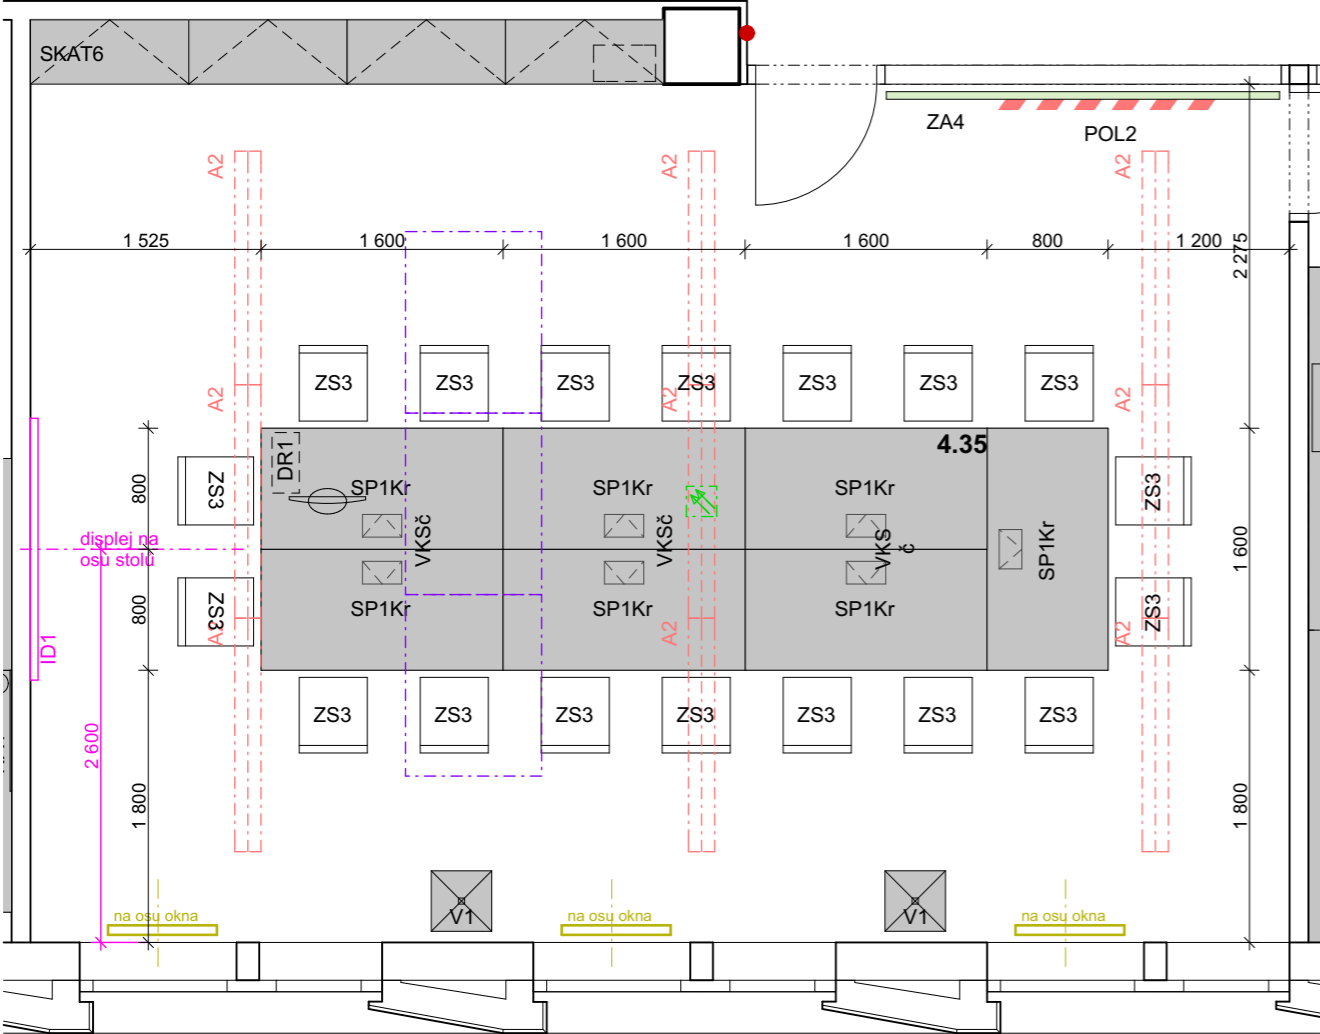 SKAT6
ZA4
POL2
A2
A2
A2
1 525
1 600
1 600
1 600
800
1 200
2 275
ZS3
ZS3
ZS3
ZS3
ZS3
ZS3
ZS3
A2
A2
A2
DR1
4.35
800
ZS3
SP1Kr
SP1Kr
SP1Kr
ZS3
displej na
osu stolu
VKSč
VKSč
VKS
č
SP1Kr
1 600
800
ZS3
SP1Kr
SP1Kr
SP1Kr
ZS3
A2
A2
A2
ID1
ZS3
ZS3
ZS3
ZS3
ZS3
ZS3
ZS3
2 600
1 800
1 800
na osu okna
V1
na osu okna
V1
na osu okna